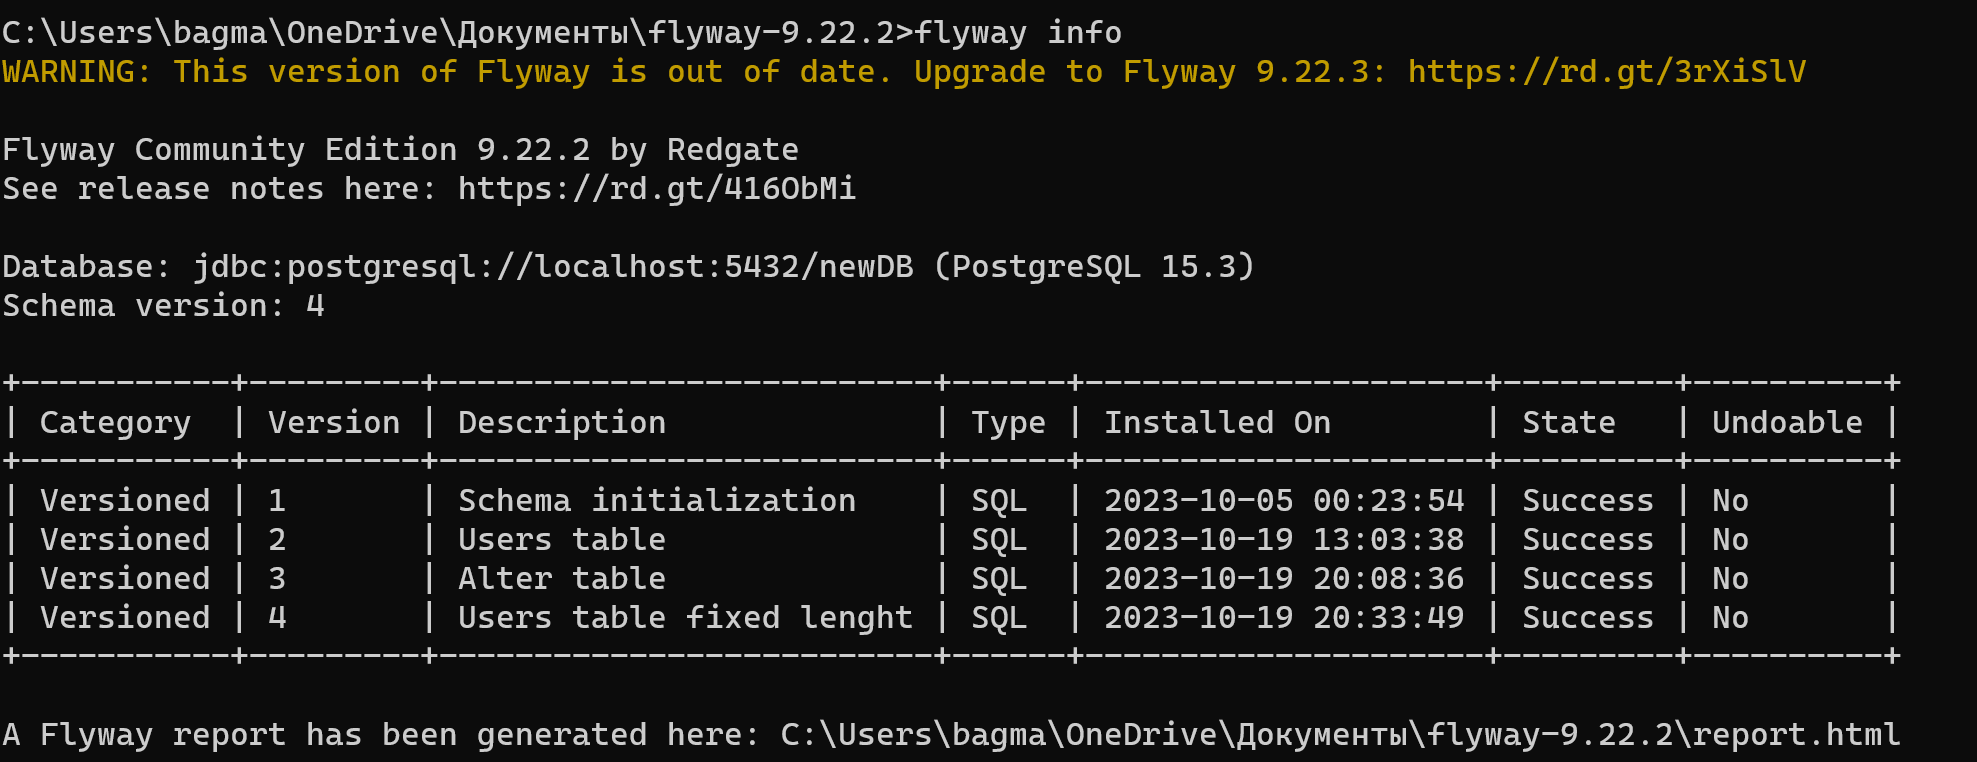 C:\Users\bagma\OneDrive\Документы\flyway-9.22.2>flyway info
WARNING: This version of Flyway is out of date. Upgrade to Flyway 9.22.3: https://rd.gt/3rXiSlV

Flyway Community Edition 9.22.2 by Redgate
See release notes here: https://rd.gt/416ObMi

Database: jdbc:postgresql://localhost:5432/newDB (PostgreSQL 15.3)
Schema version: 4

+-----------+---------+--------------------------+------+---------------------+---------+----------+
| Category  | Version | Description              | Type | Installed On        | State   | Undoable |
+-----------+---------+--------------------------+------+---------------------+---------+----------+
| Versioned | 1       | Schema initialization    | SQL  | 2023-10-05 00:23:54 | Success | No       |
| Versioned | 2       | Users table              | SQL  | 2023-10-19 13:03:38 | Success | No       |
| Versioned | 3       | Alter table              | SQL  | 2023-10-19 20:08:36 | Success | No       |
| Versioned | 4       | Users table fixed lenght | SQL  | 2023-10-19 20:33:49 | Success | No       |
+-----------+---------+--------------------------+------+---------------------+---------+----------+

A Flyway report has been generated here: C:\Users\bagma\OneDrive\Документы\flyway-9.22.2\report.html